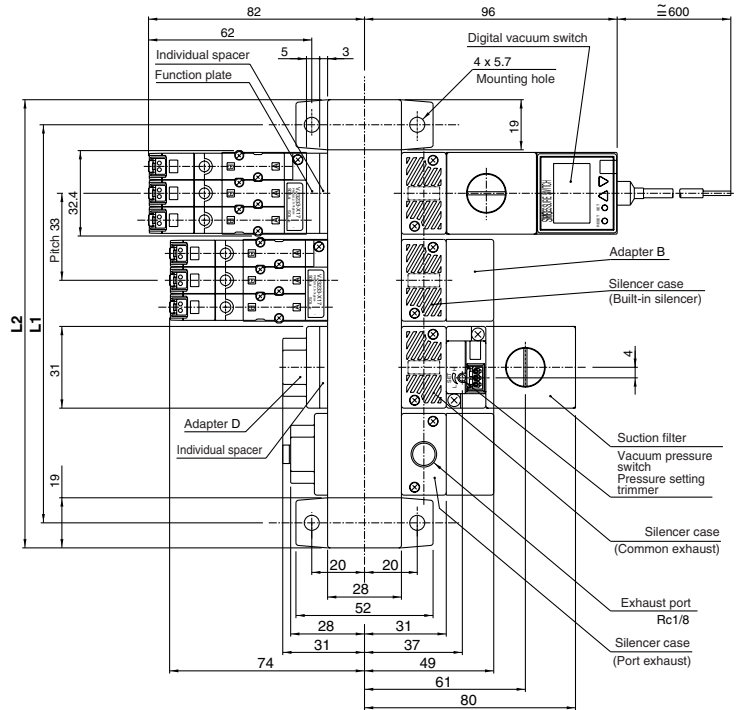 82
96
≅600
62
Digital vacuum switch
5
3
Individual spacer
Function plate
4 x 5.7
Mounting hole
19
32.4
Pitch 33
L2
L1
Adapter B
Silencer case
(Built-in silencer)
31
4
Adapter D
Individual spacer
Suction filter
Vacuum pressure
switch
Pressure setting
trimmer
19
Silencer case
(Common exhaust)
20
20
28
52
Exhaust port
Rc1/8
28
31
31
37
Silencer case
(Port exhaust)
74
49
61
80